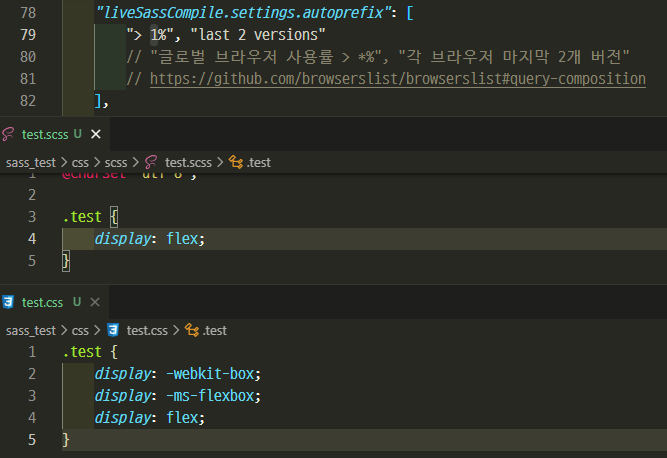 78 "liveSassCompile.settings.autoprefix": [
79 "> 1%", "last 2 versions"
80 // "글로벌 브라우저 사용률 > *%", "각 브라우저 마지막 2개 버전"
81 // https://github.com/browserslist/browserslist#query-composition
82 ],
test.scss U ×
sass_test > css > scss > test.scss > .test
1 @charset "utf-8";
2
3 .test {
4 display: flex;
5 }
test.css U ×
sass_test > css > test.css > .test
1 .test {
2 display: -webkit-box;
3 display: -ms-flexbox;
4 display: flex;
5 }